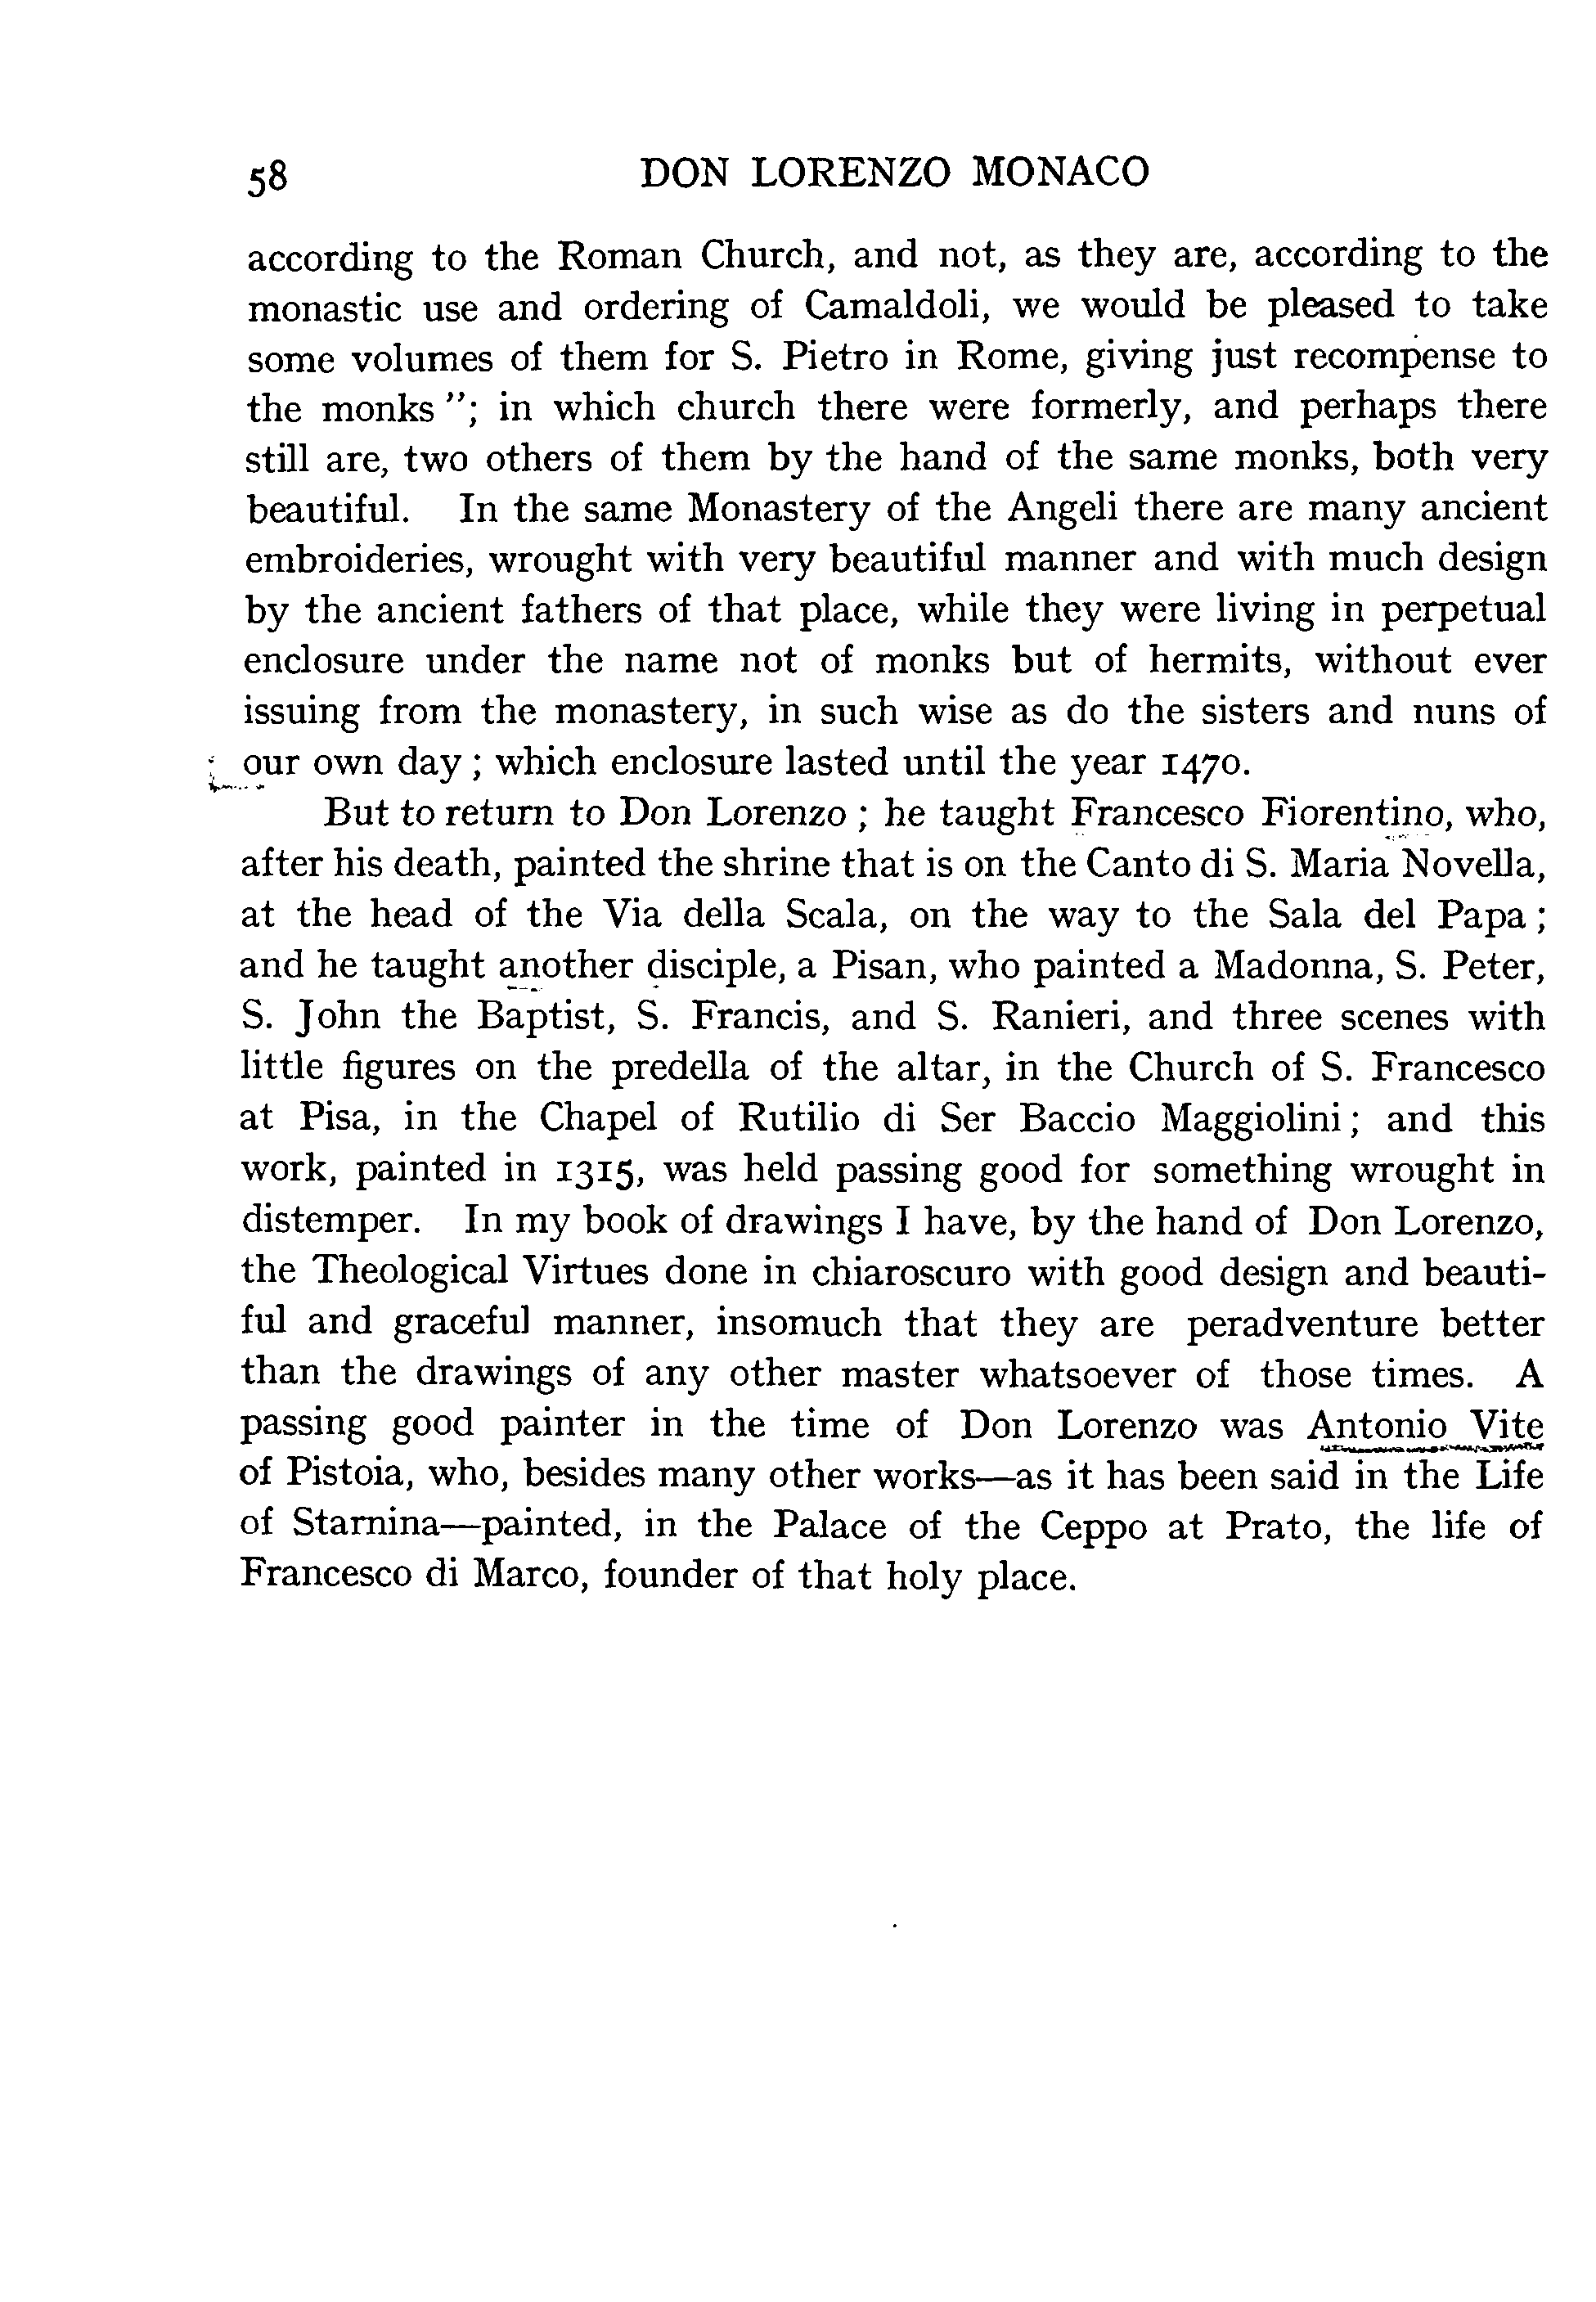 58 DON LORENZO MONACO
according to the Roman Church, and not, as they are, according to the
monastic use and ordering of Camaldoli, we would be pleased to take
some volumes of them for S. Pietro in Rome, giving just recompense to
the monks "; in which church there were formerly, and perhaps there
still are, two others of them by the hand of the same monks, both very
beautiful. In the same Monastery of the Angeli there are many ancient
embroideries, wrought with very beautiful manner and with much design
by the ancient fathers of that place, while they were living in perpetual
enclosure under the name not of monks but of hermits, without ever
issuing from the monastery, in such wise as do the sisters and nuns of
our own day ; which enclosure lasted until the year 1470.
But to return to Don Lorenzo ; he taught Francesco Fiorentino, who,
after his death, painted the shrine that is on the Canto di S. Maria Novella,
at the head of the Via della Scala, on the way to the Sala del Papa ;
and he taught another disciple, a Pisan, who painted a Madonna, S. Peter,
S. John the Baptist, S. Francis, and S. Ranieri, and three scenes with
little figures on the predella of the altar, in the Church of S. Francesco
at Pisa, in the Chapel of Rutilio di Ser Baccio Maggiolini ; and this
work, painted in 1315, was held passing good for something wrought in
distemper. In my book of drawings I have, by the hand of Don Lorenzo,
the Theological Virtues done in chiaroscuro with good design and beauti-
ful and graceful manner, insomuch that they are peradventure better
than the drawings of any other master whatsoever of those times. A
passing good painter in the time of Don Lorenzo was Antonio Vite
of Pistoia, who, besides many other works—as it has been said in the Life
of Starnina—painted, in the Palace of the Ceppo at Prato, the life of
Francesco di Marco, founder of that holy place.